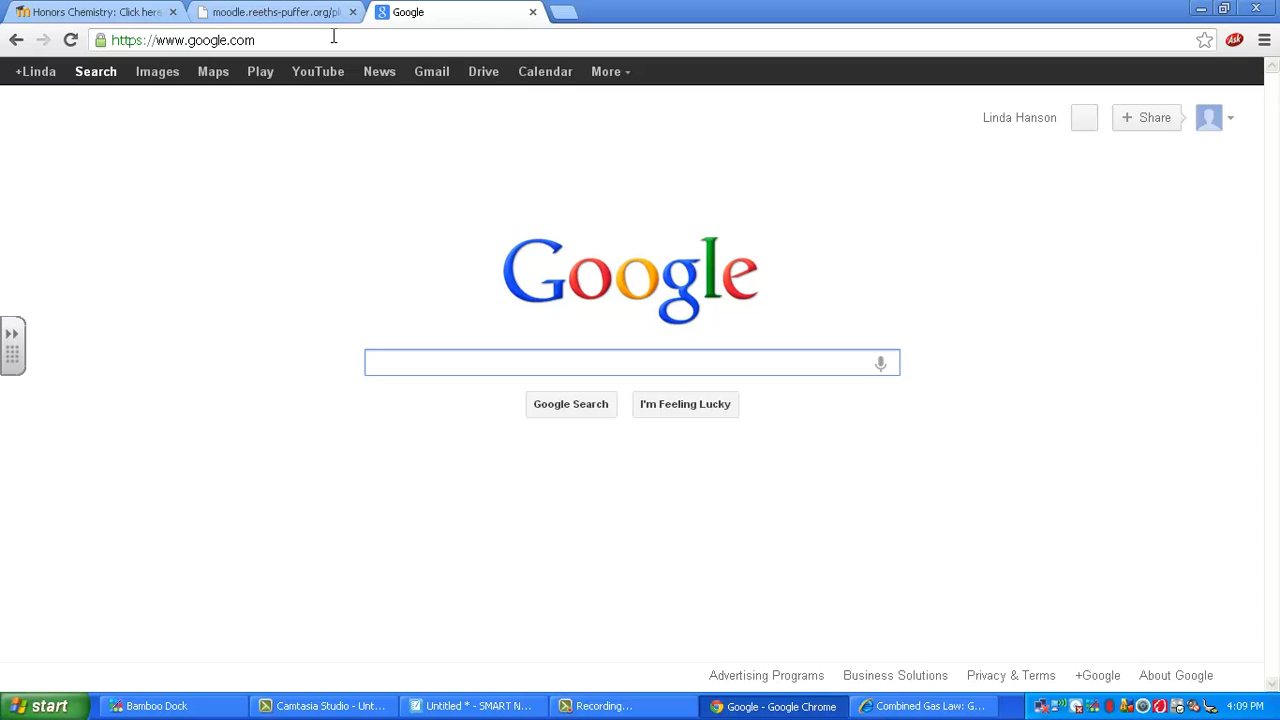 Honors Chemistry: Click here
moodle.reeths-puffer.org/pl
Google
https://www.google.com
Ask
+Linda Search Images Maps Play YouTube News Gmail Drive Calendar More
Linda Hanson
+ Share
Google
Google Search
I'm Feeling Lucky
Advertising Programs Business Solutions Privacy & Terms +Google About Google
start
Bamboo Dock
Camtasia Studio - Unt...
Untitled * - SMART N...
Recording...
Google - Google Chrome
Combined Gas Law: G...
4:09 PM